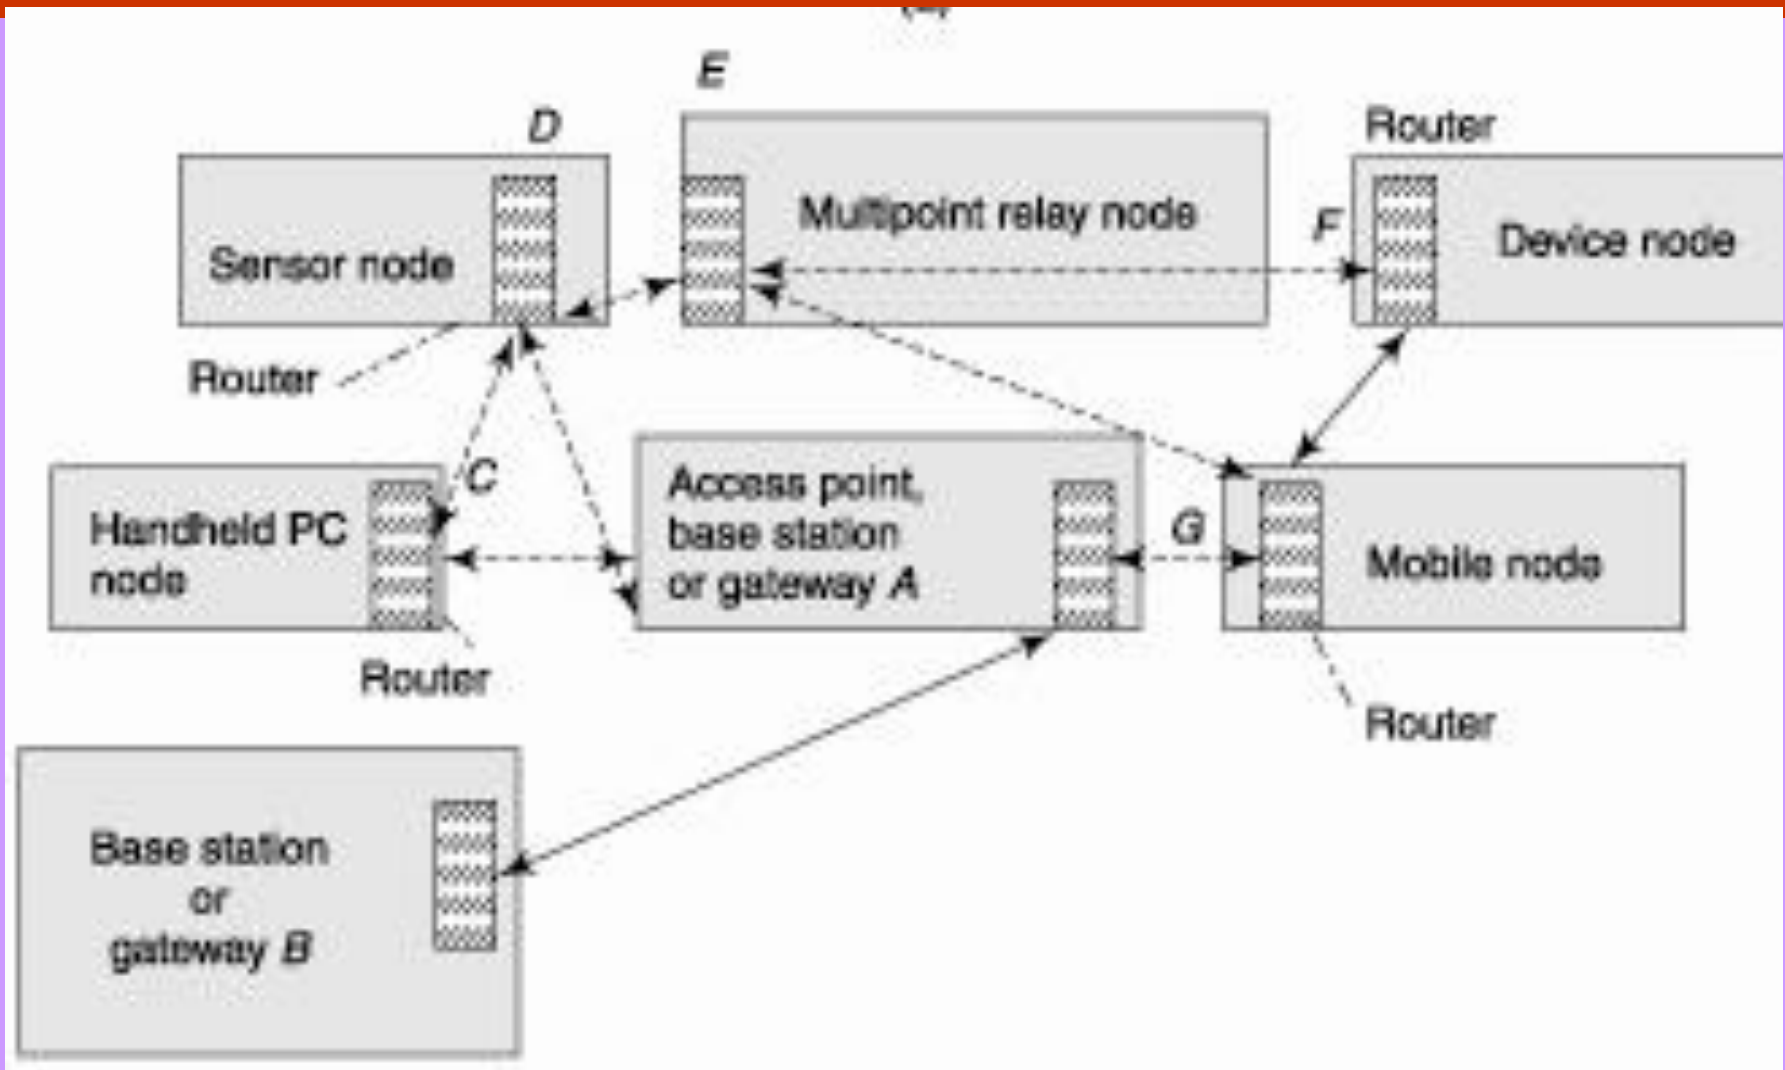 E
D
Router
Multipoint relay node
F
Device node
Sensor node
Router
C
Access point,
base station
or gateway A
G
Handheld PC
node
Mobile node
Router
Router
Base station
or
gateway B